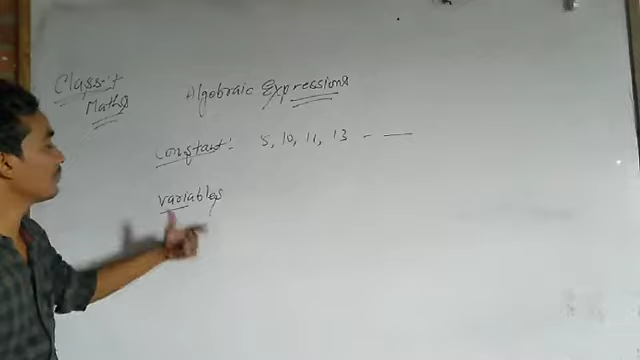 Class-7
Maths
Algebraic Expressions
Constant: 5, 10, 11, 13 - —
variables